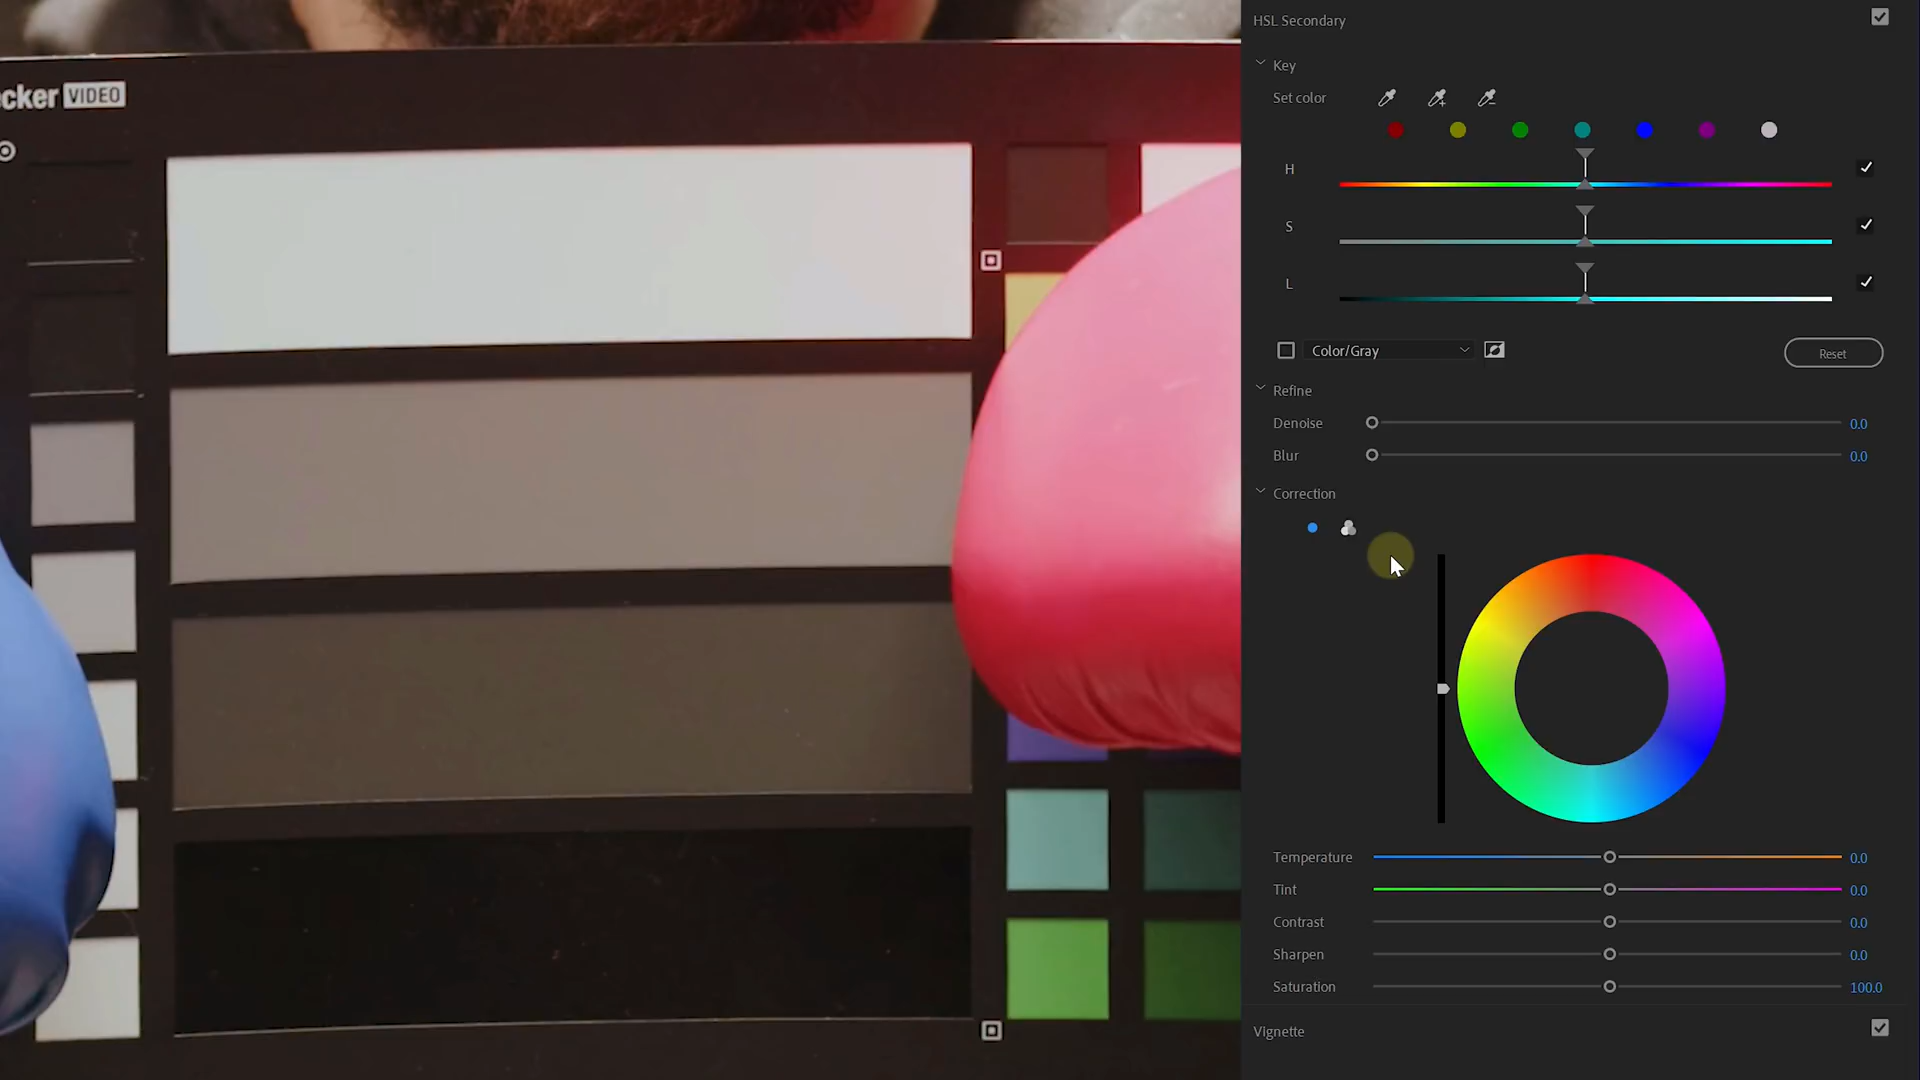 cker VIDEO
HSL Secondary
Key
Set color
H
S
L
Color/Gray
Reset
Refine
Denoise 0.0
Blur 0.0
Correction
Temperature 0.0
Tint 0.0
Contrast 0.0
Sharpen 0.0
Saturation 100.0
Vignette